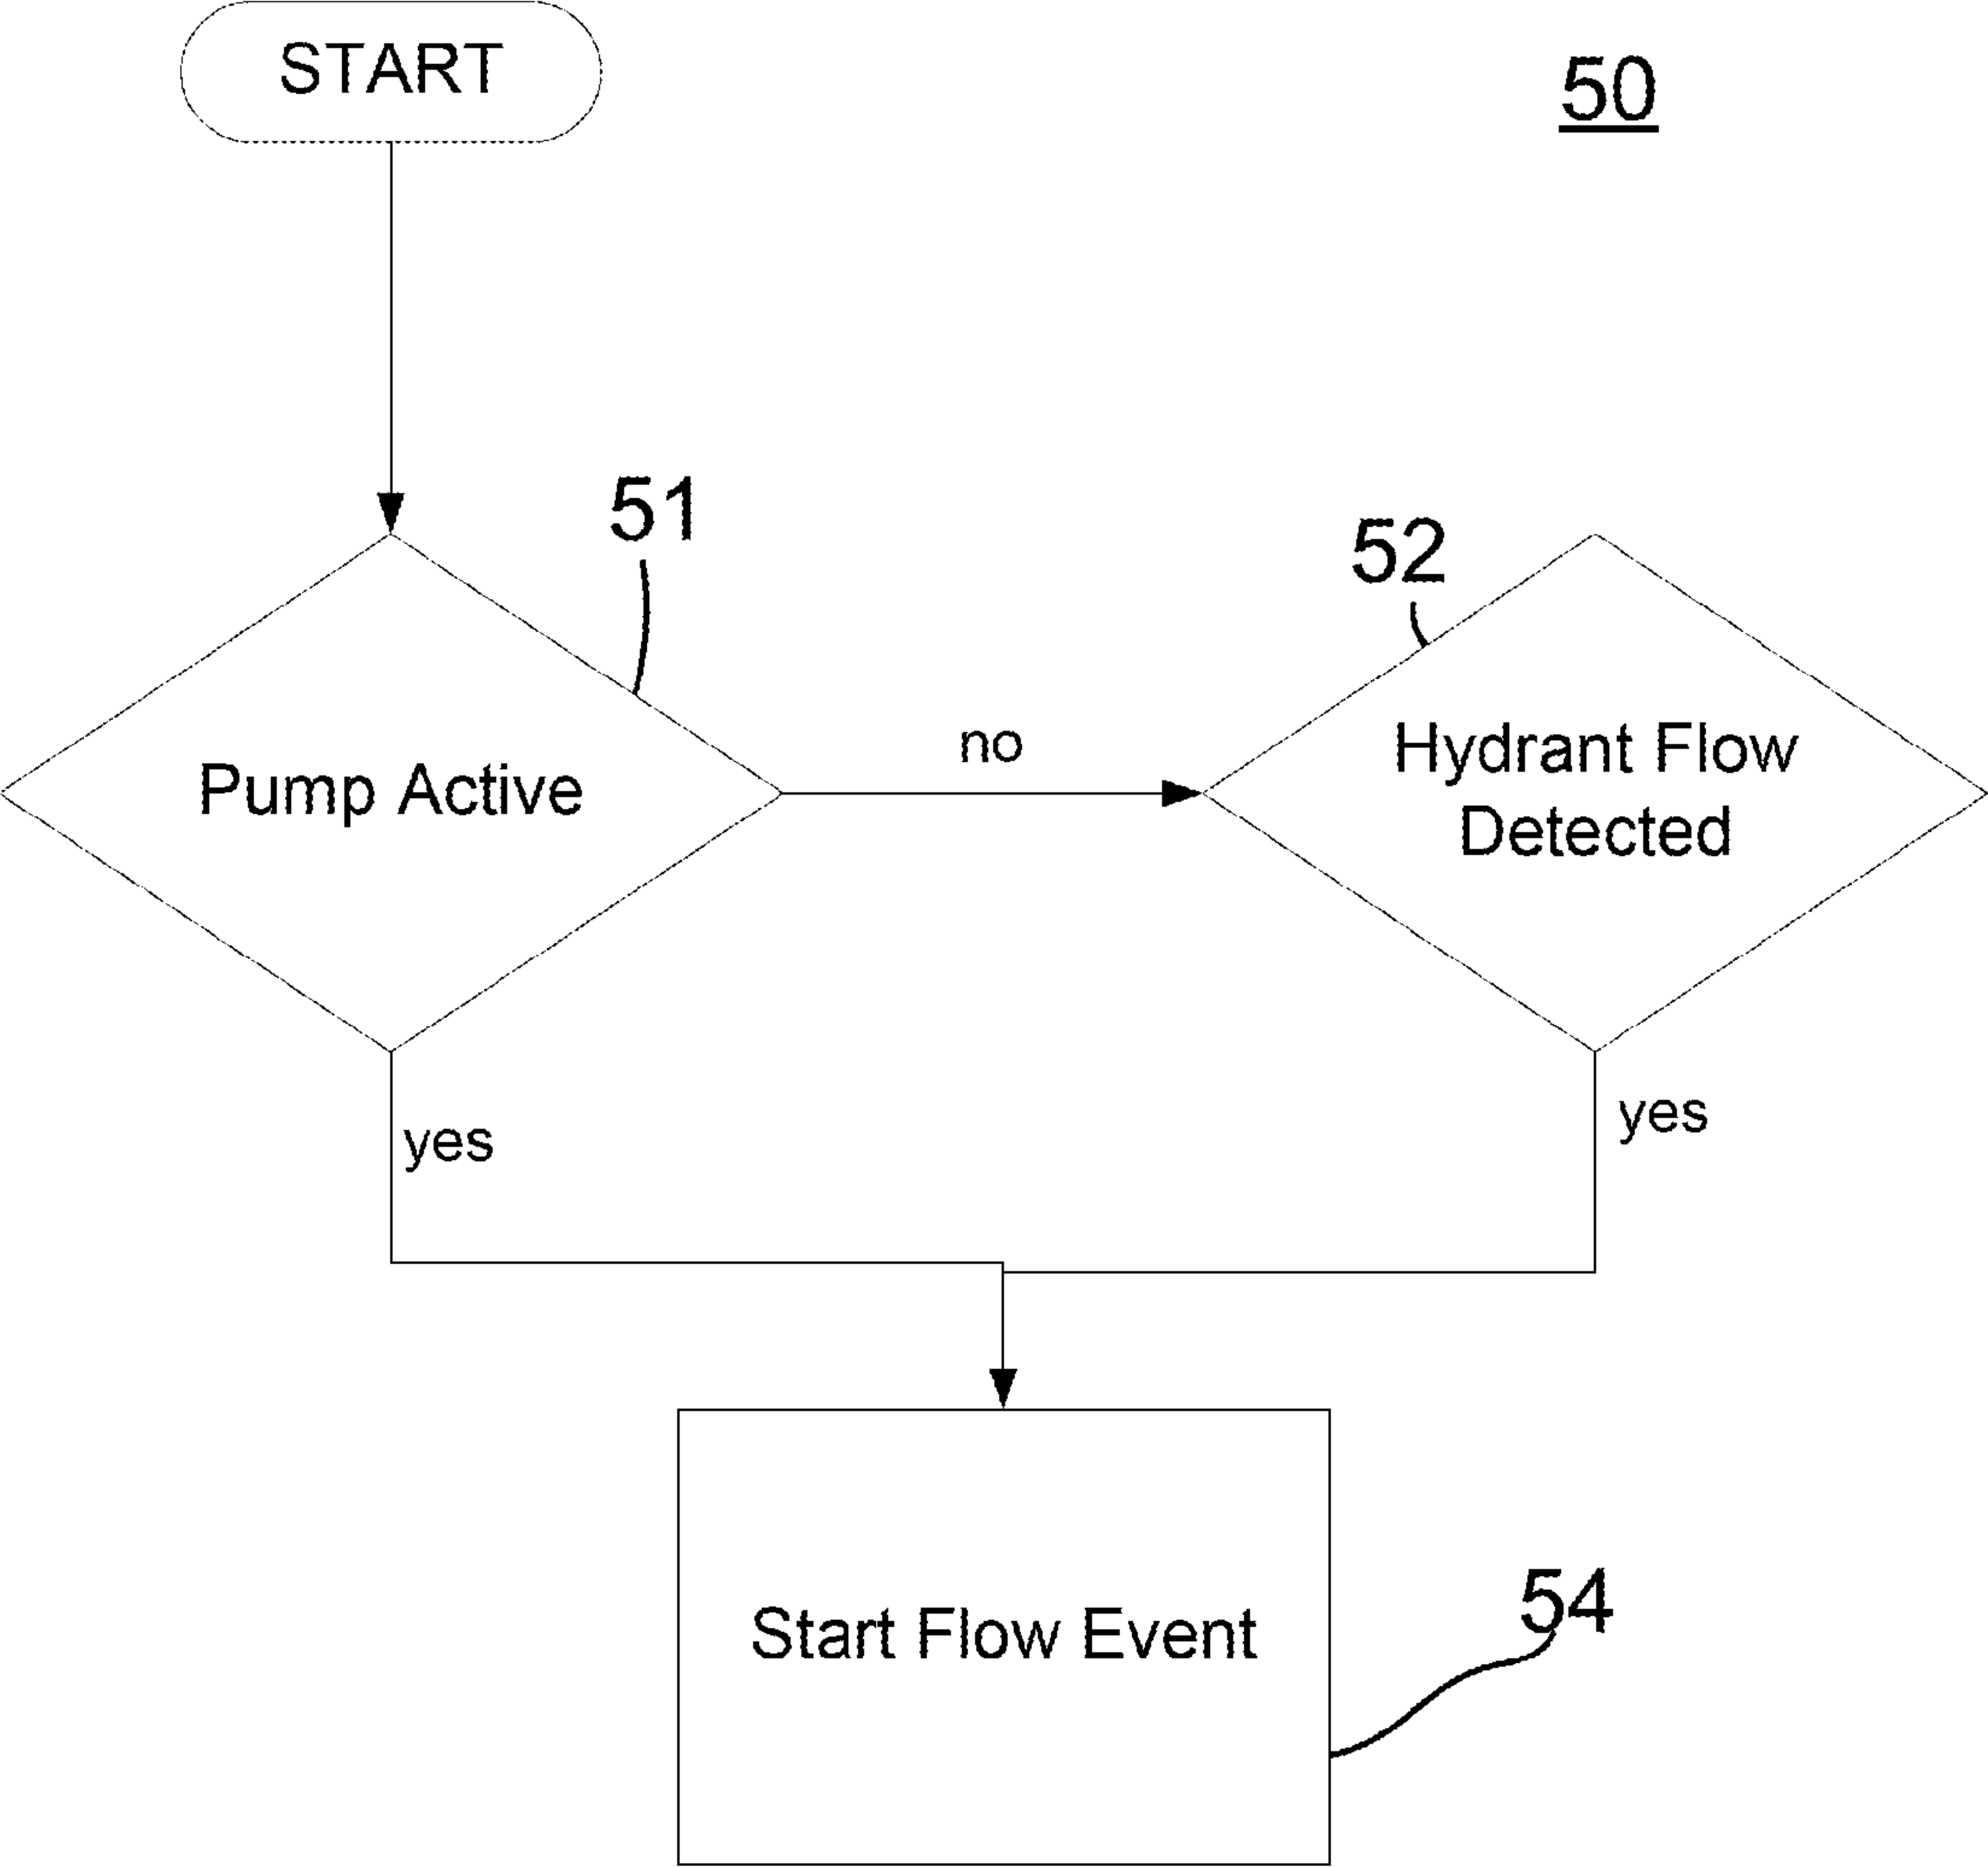 START
50
51
52
Pump Active
no
Hydrant Flow
Detected
yes
yes
Start Flow Event
54